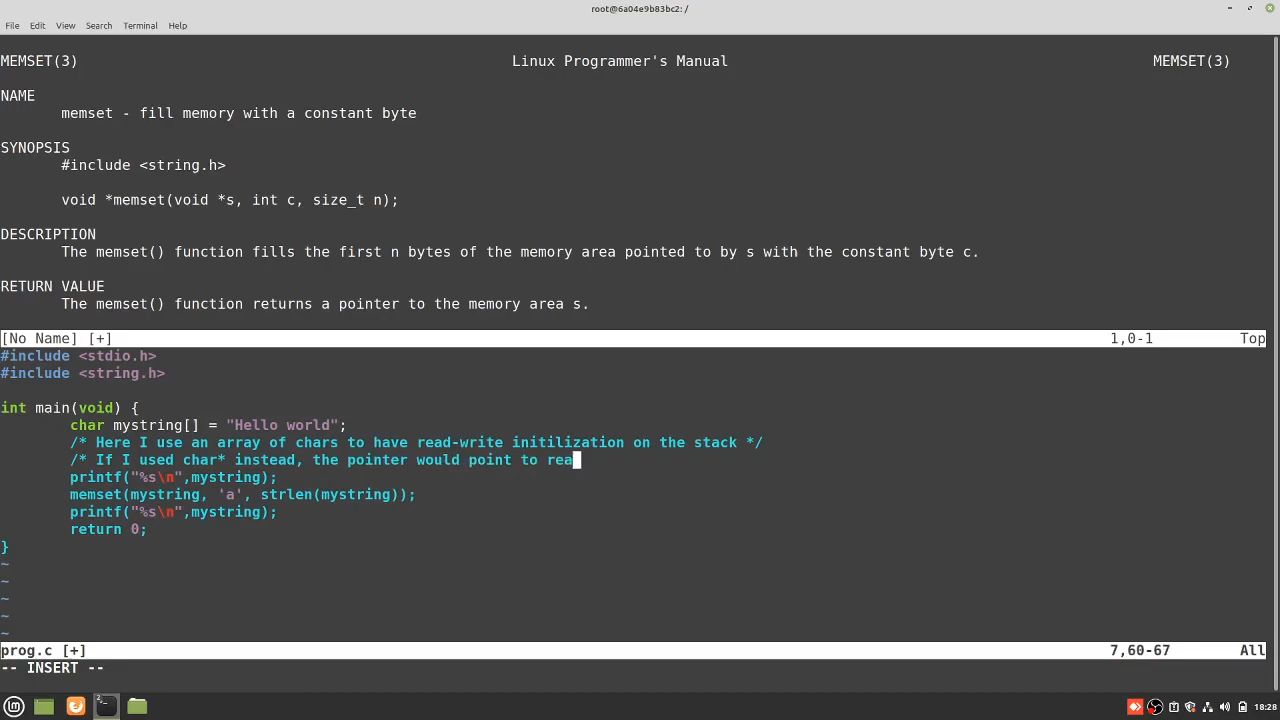 root@6a04e9b83bc2: /
File Edit View Search Terminal Help
MEMSET(3) Linux Programmer's Manual MEMSET(3)
NAME
memset - fill memory with a constant byte
SYNOPSIS
#include <string.h>
void *memset(void *s, int c, size_t n);
DESCRIPTION
The memset() function fills the first n bytes of the memory area pointed to by s with the constant byte c.
RETURN VALUE
The memset() function returns a pointer to the memory area s.
[No Name] [+] 1,0-1 Top
#include <stdio.h>
#include <string.h>
int main(void) {
char mystring[] = "Hello world";
/* Here I use an array of chars to have read-write initilization on the stack */
/* If I used char* instead, the pointer would point to rea
printf("%s\n",mystring);
memset(mystring, 'a', strlen(mystring));
printf("%s\n",mystring);
return 0;
}
~
~
~
~
~
prog.c [+] 7,60-67 All
-- INSERT --
18:28